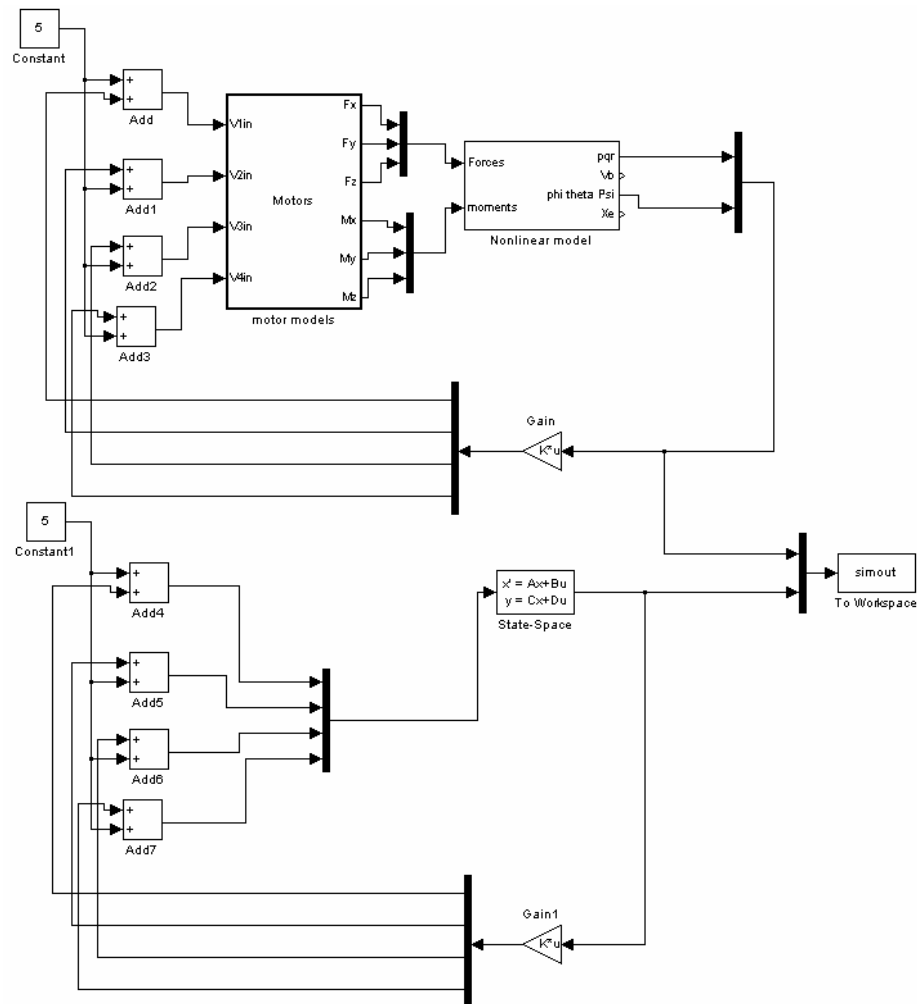 5
Constant
+
+
Add
+
+
Add1
+
+
Add2
+
+
Add3
V1in
V2in
V3in
V4in
Motors
Fx
Fy
Fz
Mx
My
Mz
motor models
Forces
moments
pqr
Vb
phi theta Psi
Xe
Nonlinear model
Gain
K*u
5
Constant1
+
+
Add4
+
+
Add5
+
+
Add6
+
+
Add7
x' = Ax+Bu
y = Cx+Du
State-Space
simout
To Workspace
Gain1
K*u